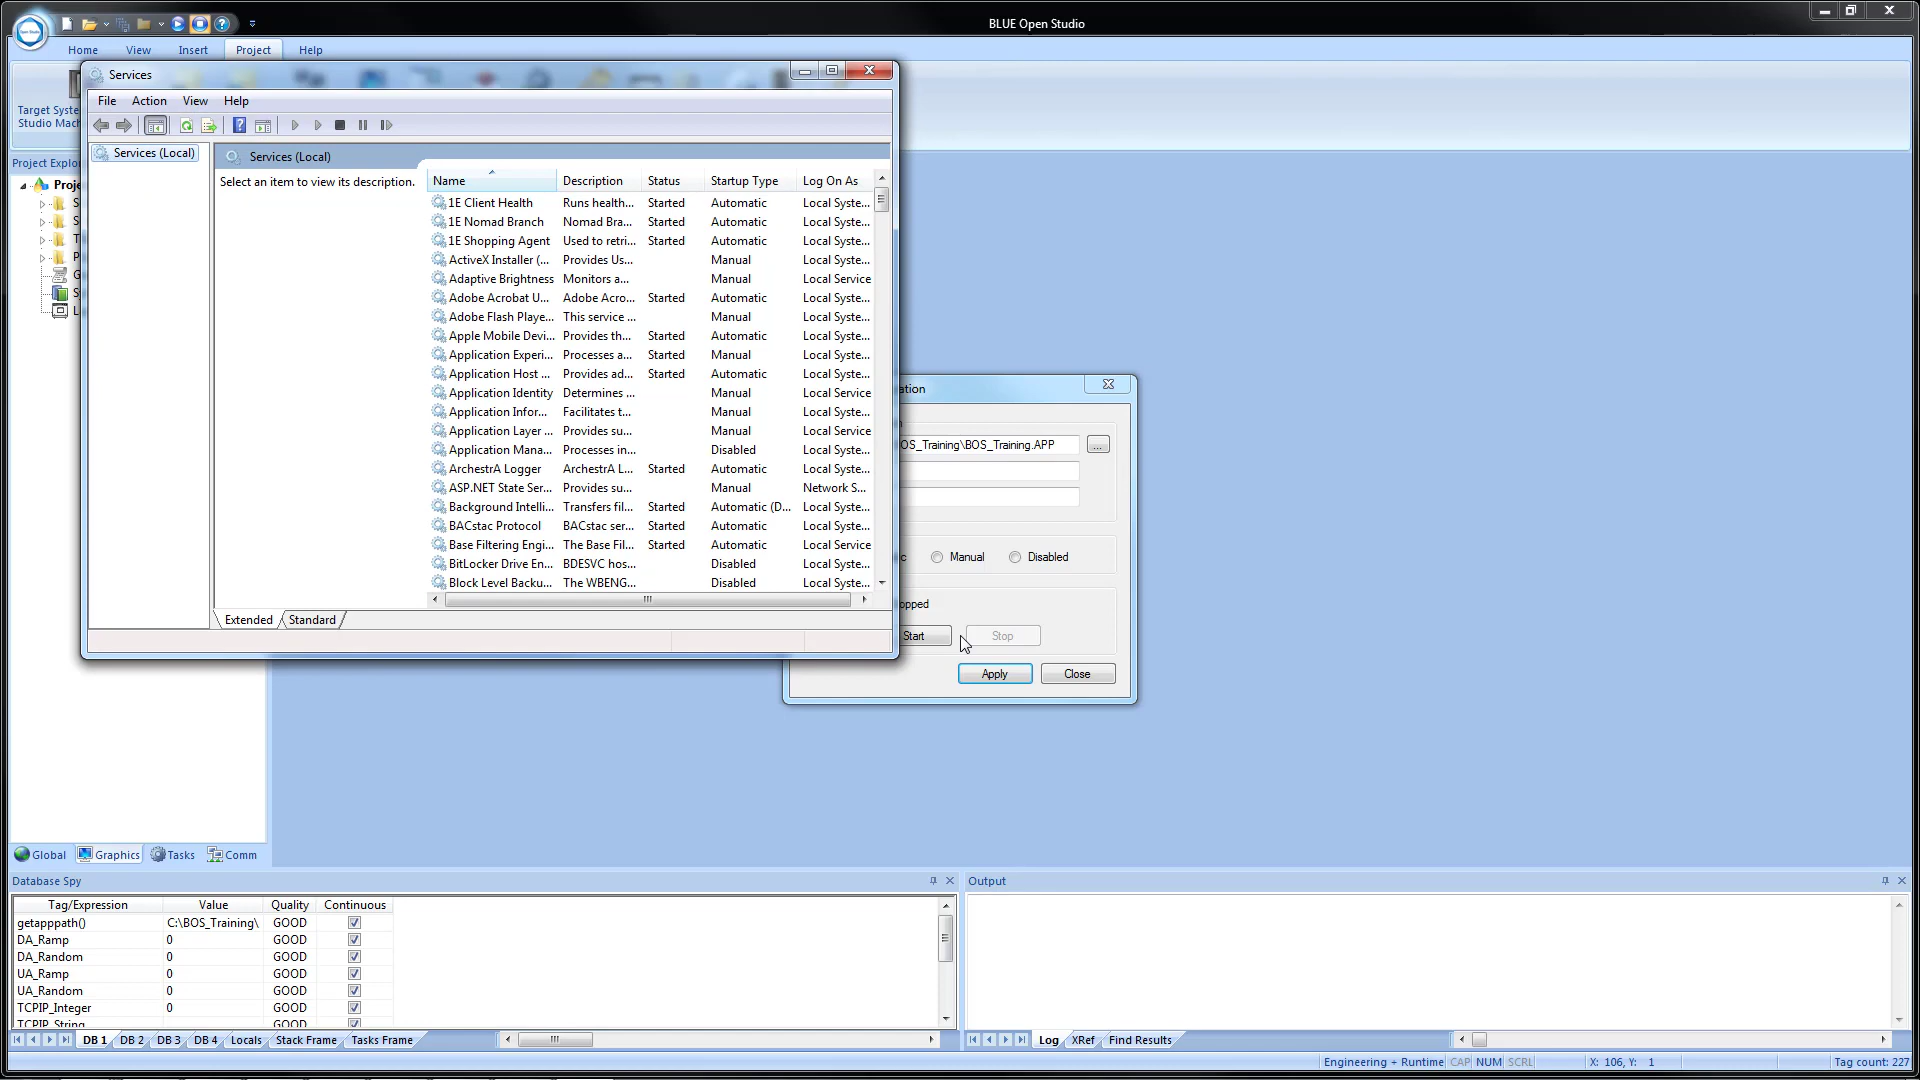 BLUE Open Studio
Home View Insert Project Help
Target Syste
Studio Mach
Services
File Action View Help
Services (Local)
Services (Local)
Select an item to view its description.
Name Description Status Startup Type Log On As
1E Client Health Runs health... Started Automatic Local Syste...
1E Nomad Branch Nomad Bra... Started Automatic Local Syste...
1E Shopping Agent Used to retri... Started Automatic Local Syste...
ActiveX Installer (... Provides Us... Manual Local Syste...
Adaptive Brightness Monitors a... Manual Local Service
Adobe Acrobat U... Adobe Acro... Started Automatic Local Syste...
Adobe Flash Playe... This service ... Manual Local Syste...
Apple Mobile Devi... Provides th... Started Automatic Local Syste...
Application Experi... Processes a... Started Manual Local Syste...
Application Host ... Provides ad... Started Automatic Local Syste...
Application Identity Determines ... Manual Local Service
Application Infor... Facilitates t... Manual Local Syste...
Application Layer ... Provides su... Manual Local Service
Application Mana... Processes in... Disabled Local Syste...
ArchestrA Logger ArchestrA L... Started Automatic Local Syste...
ASP.NET State Ser... Provides su... Manual Network S...
Background Intelli... Transfers fil... Started Automatic (D... Local Syste...
BACstac Protocol BACstac ser... Started Automatic Local Syste...
Base Filtering Engi... The Base Fil... Started Automatic Local Service
BitLocker Drive En... BDESVC hos... Disabled Local Syste...
Block Level Backu... The WBENG... Disabled Local Syste...
Extended Standard
Project Explo
Proje
ation
OS_Training\BOS_Training.APP ...
Manual Disabled
opped
Start Stop
Apply Close
Global Graphics Tasks Comm
Database Spy
Tag/Expression Value Quality Continuous
getapppath() C:\BOS_Training\ GOOD
DA_Ramp 0 GOOD
DA_Random 0 GOOD
UA_Ramp 0 GOOD
UA_Random 0 GOOD
TCPIP_Integer 0 GOOD
TCPIP_String GOOD
DB 1 DB 2 DB 3 DB 4 Locals Stack Frame Tasks Frame
Output
Log XRef Find Results
Engineering + Runtime CAP NUM SCRL X: 106, Y: 1 Tag count: 227